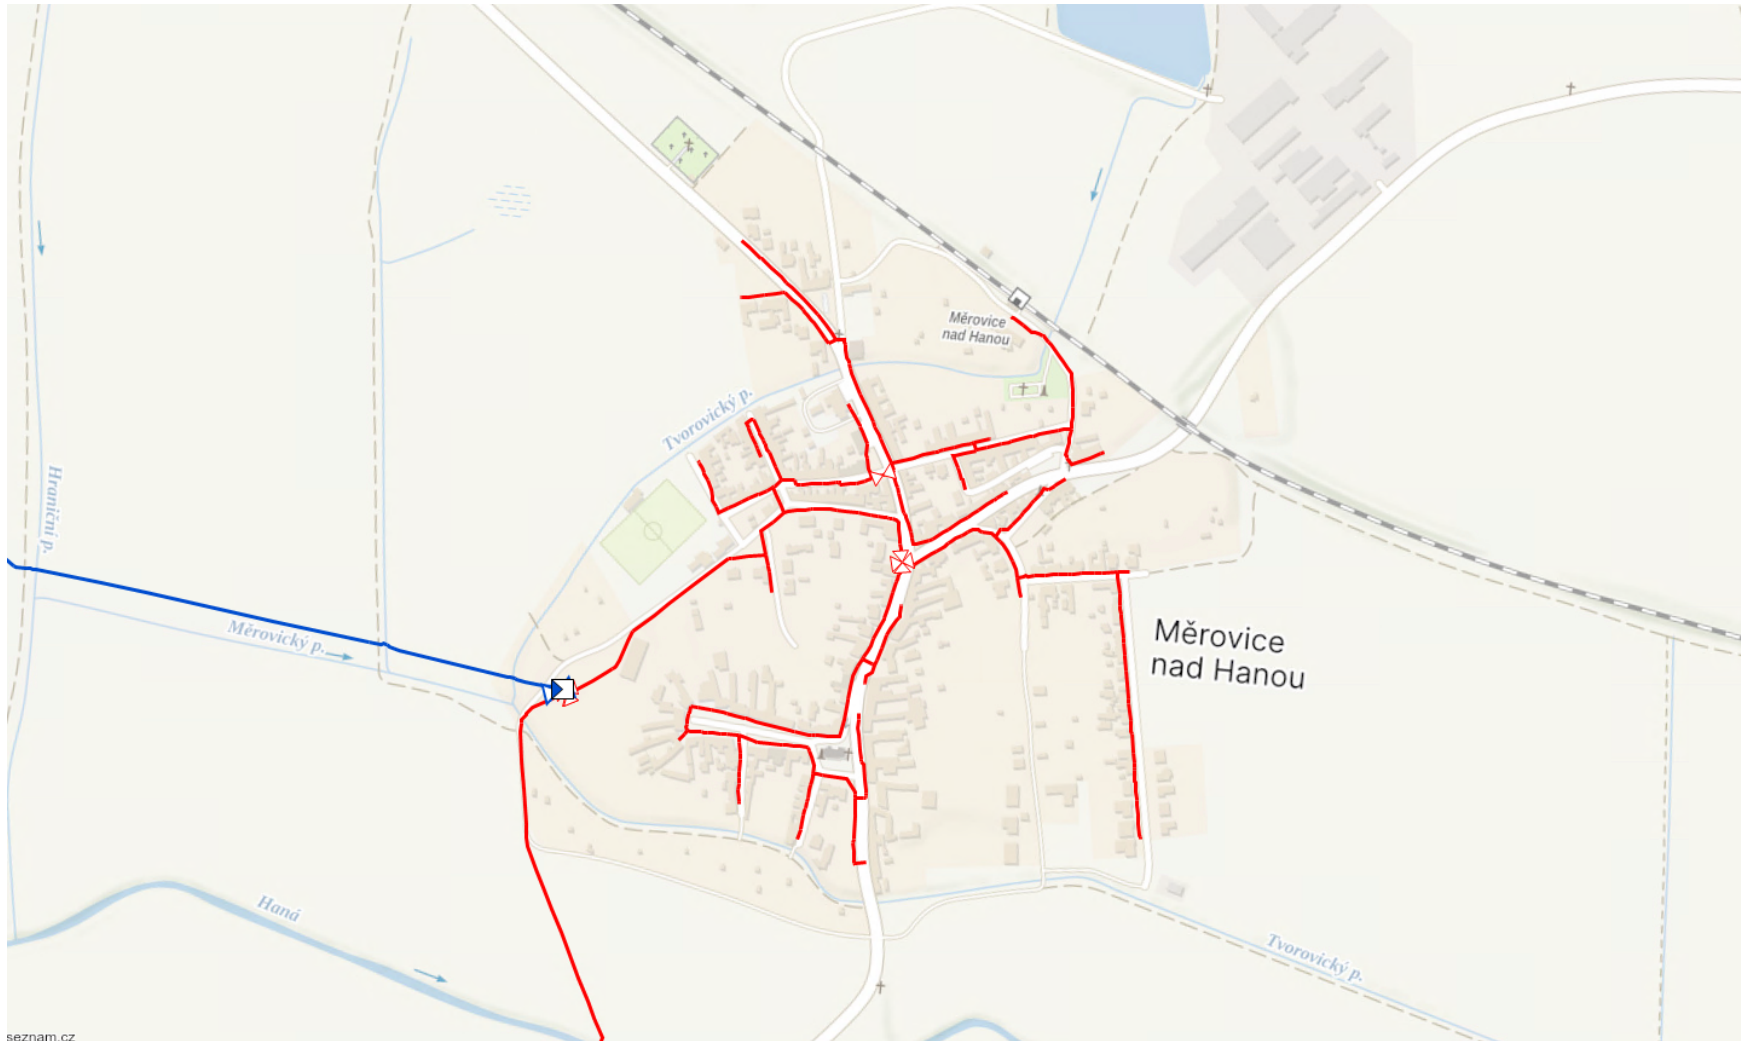 Měrovice
nad Hanou
Tvorovický p.
Hraniční p.
Měrovický p.
Měrovice
nad Hanou
Haná
Tvorovický p.
seznam.cz